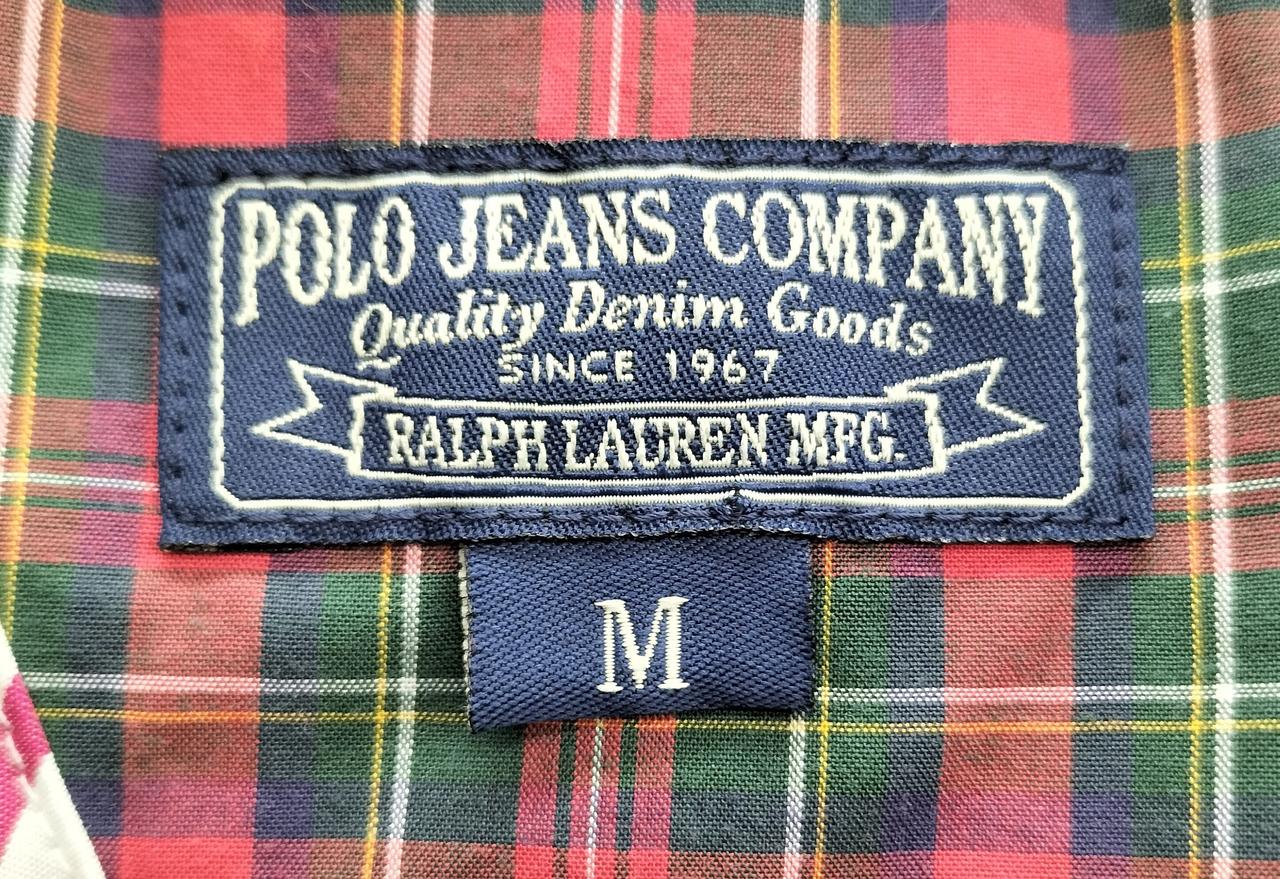 POLO JEANS COMPANY
Quality Denim Goods
SINCE 1967
RALPH LAUREN MFG.
M